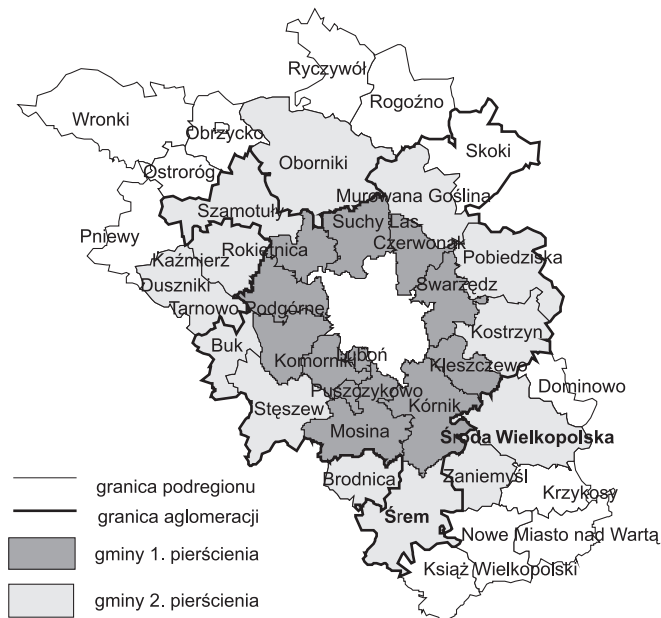 Ryczywół
Rogoźno
Wronki
Obrzycko
Skoki
Oborniki
Ostroróg
Murowana Goślina
Szamotuły
Suchy Las
Pniewy
Rokietnica
Czerwonak
Kaźmierz
Pobiedziska
Duszniki
Swarzędz
Tarnowo Podgórne
Kostrzyn
Buk
Luboń
Komorniki
Kleszczewo
Dominowo
Puszczykowo
Stęszew
Kórnik
Mosina
Środa Wielkopolska
Brodnica
Zaniemyśl
granica podregionu
Krzykosy
granica aglomeracji
Śrem
Nowe Miasto nad Wartą
gminy 1. pierścienia
Książ Wielkopolski
gminy 2. pierścienia